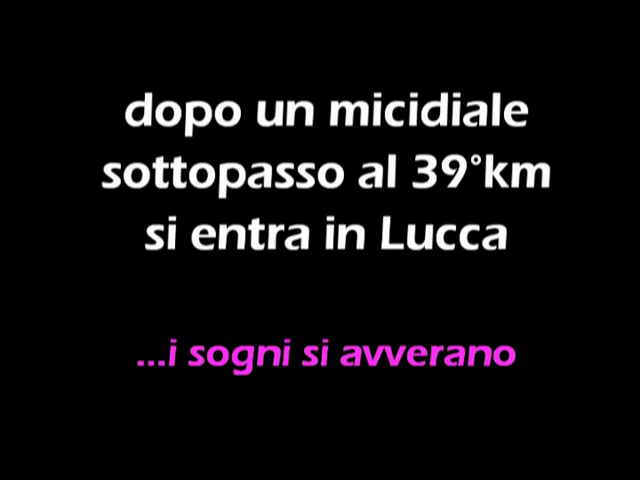 dopo un micidiale
sottopasso al 39°km
si entra in Lucca
...i sogni si avverano